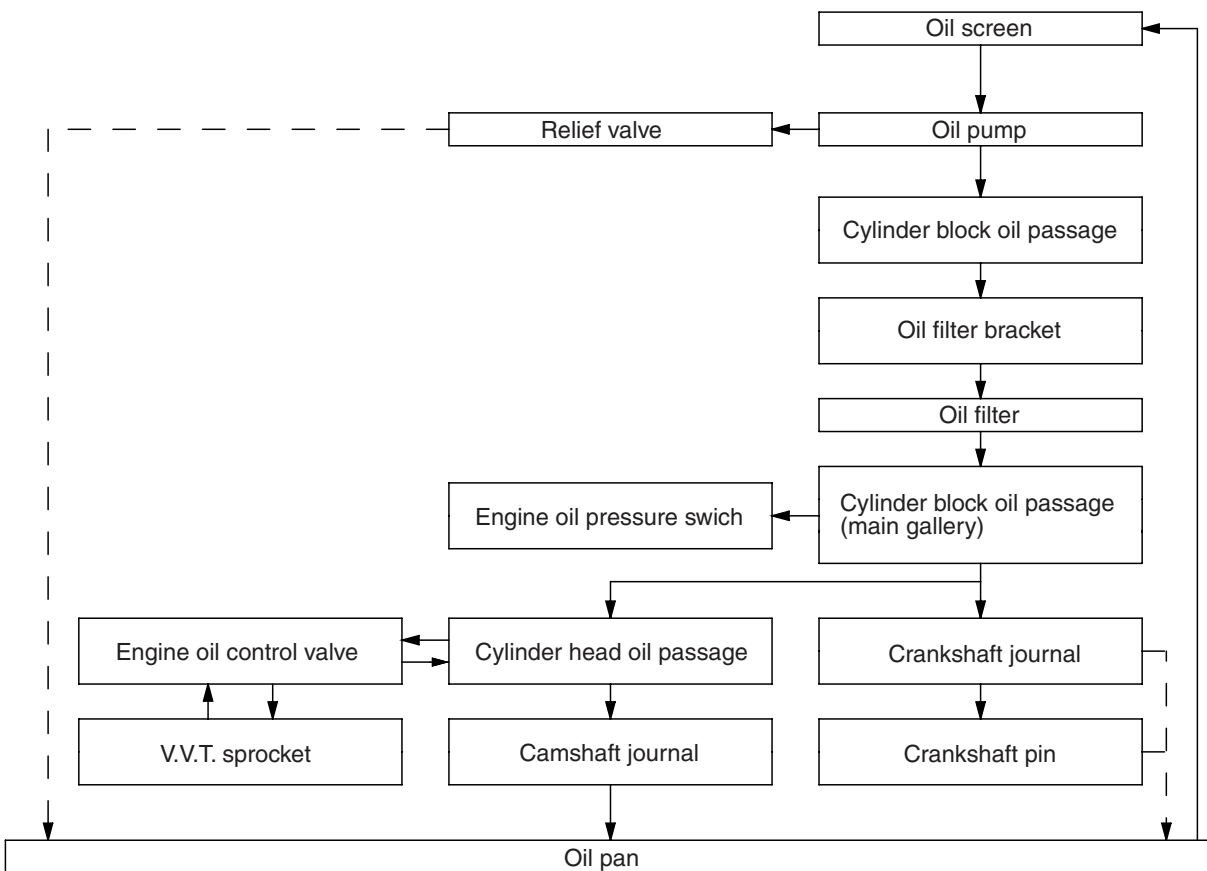 Oil screen
Relief valve
Oil pump
Cylinder block oil passage
Oil filter bracket
Oil filter
Engine oil pressure swich
Cylinder block oil passage
(main gallery)
Engine oil control valve
Cylinder head oil passage
Crankshaft journal
V.V.T. sprocket
Camshaft journal
Crankshaft pin
Oil pan